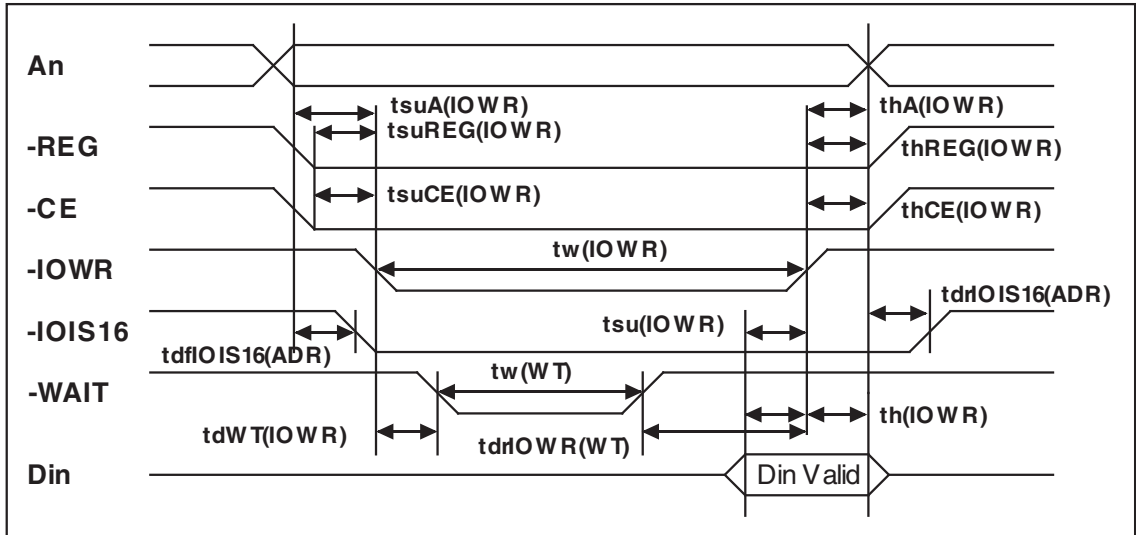 An
tsuA(IOWR)
thA(IOWR)
tsuREG(IOWR)
-REG
thREG(IOWR)
tsuCE(IOWR)
-CE
thCE(IOWR)
tw(IOWR)
-IOWR
tdrIOIS16(ADR)
tsu(IOWR)
-IOIS16
tdfIOIS16(ADR)
tw(WT)
-WAIT
th(IOWR)
tdWT(IOWR)
tdrIOWR(WT)
Din
Din Valid